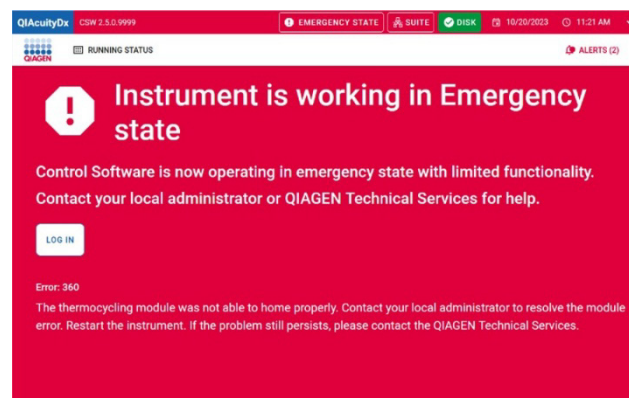 QIAcuityDx CSW 2.5.0.9999 EMERGENCY STATE SUITE DISK 10/20/2023 11:21 AM
QIAGEN RUNNING STATUS ALERTS (2)
Instrument is working in Emergency
state
Control Software is now operating in emergency state with limited functionality.
Contact your local administrator or QIAGEN Technical Services for help.
LOG IN
Error: 360
The thermocycling module was not able to home properly. Contact your local administrator to resolve the module
error. Restart the instrument. If the problem still persists, please contact the QIAGEN Technical Services.